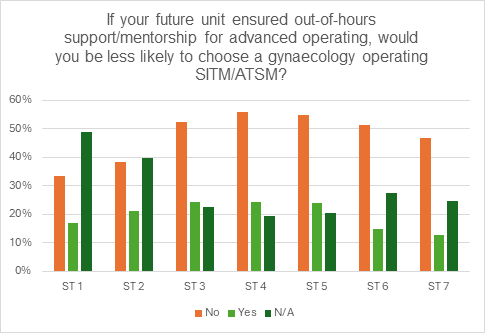 If your future unit ensured out-of-hours
support/mentorship for advanced operating, would
you be less likely to choose a gynaecology operating
SITM/ATSM?
60%
50%
40%
30%
20%
10%
0%
ST 1 ST 2 ST 3 ST 4 ST 5 ST 6 ST 7
No Yes N/A